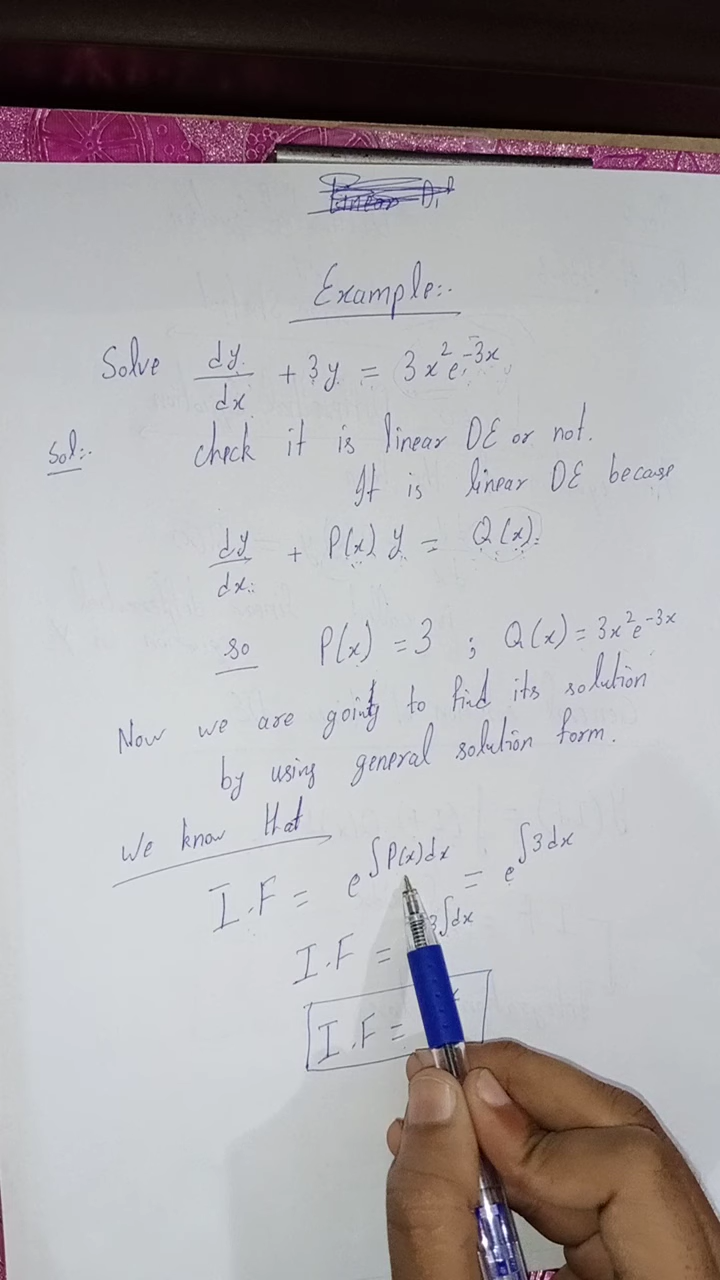 Example:-
Solve dy/dx + 3y = 3x²e⁻³ˣ
Sol:- check it is linear DE or not.
It is linear DE because
dy/dx + P(x) y = Q(x).
so P(x) = 3 ; Q(x) = 3x²e⁻³ˣ
Now we are going to find its solution
by using general solution form.
We know that
I.F = e^∫P(x)dx = e^∫3dx
I.F = 3∫dx
I.F =